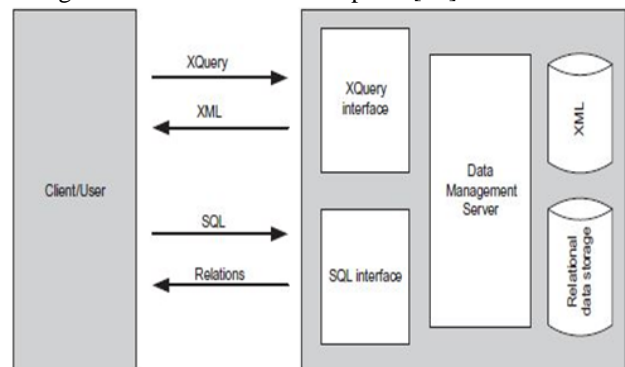 Client/User
XQuery
XML
SQL
Relations
XQuery
interface
SQL interface
Data
Management
Server
XML
Relational
data storage